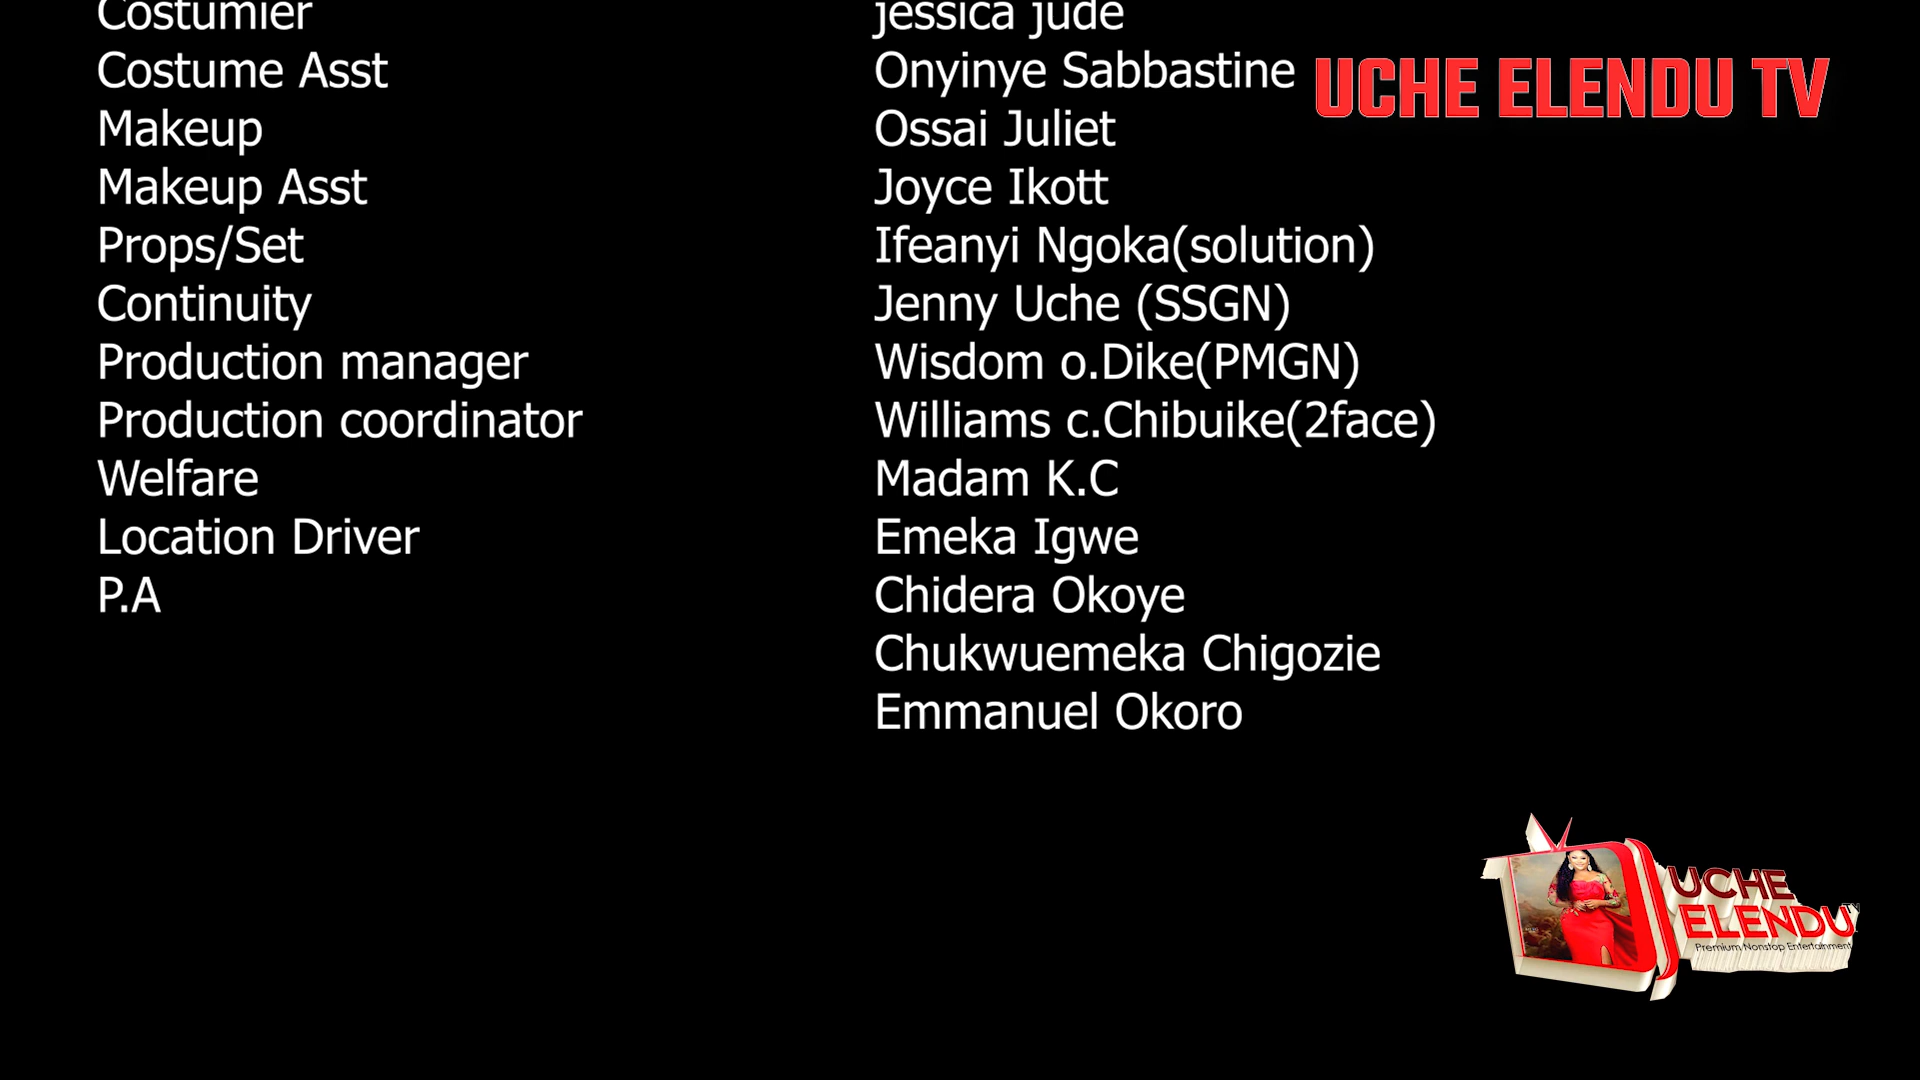 Costumier jessica jude
Costume Asst Onyinye Sabbastine
UCHE ELENDU TV
Makeup Ossai Juliet
Makeup Asst Joyce Ikott
Props/Set Ifeanyi Ngoka(solution)
Continuity Jenny Uche (SSGN)
Production manager Wisdom o.Dike(PMGN)
Production coordinator Williams c.Chibuike(2face)
Welfare Madam K.C
Location Driver Emeka Igwe
P.A Chidera Okoye
Chukwuemeka Chigozie
Emmanuel Okoro
UCHE
ELENDU TV
Premium Nonstop Entertainment